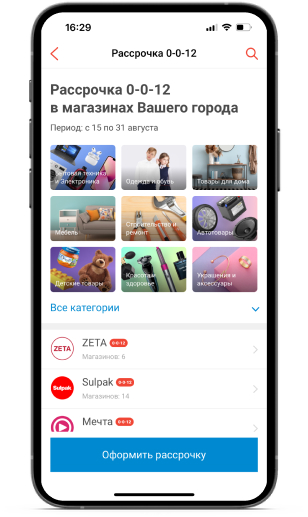 16:29
Рассрочка 0-0-12
Рассрочка 0-0-12
в магазинах Вашего города
Период: с 15 по 31 августа
Бытовая техника
и Электроника
Одежда и обувь
Товары для дома
Мебель
Строительство и
ремонт
Автотовары
Детские товары
Красота и
здоровье
Украшения и
аксессуары
Все категории
ZETA
ZETA 0-0-12
Магазинов: 6
Sulpak
Sulpak 0-0-12
Магазинов: 14
Мечта 0-0-12
Оформить рассрочку